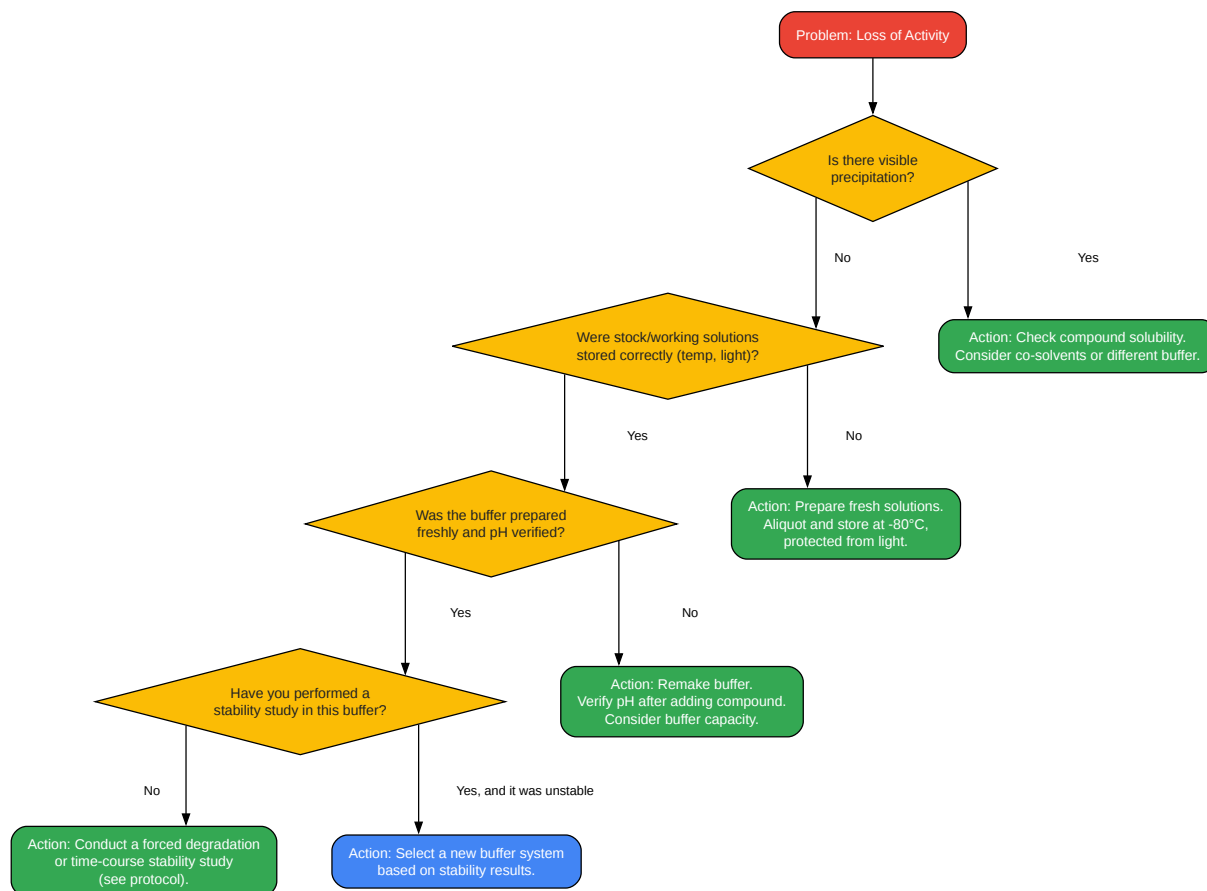 Problem: Loss of Activity
Is there visible
precipitation?
No
Yes
Were stock/working solutions
stored correctly (temp, light)?
Action: Check compound solubility.
Consider co-solvents or different buffer.
Yes
No
Was the buffer prepared
freshly and pH verified?
Action: Prepare fresh solutions.
Aliquot and store at -80°C,
protected from light.
Yes
No
Have you performed a
stability study in this buffer?
Action: Remake buffer.
Verify pH after adding compound.
Consider buffer capacity.
No
Yes, and it was unstable
Action: Conduct a forced degradation
or time-course stability study
(see protocol).
Action: Select a new buffer system
based on stability results.